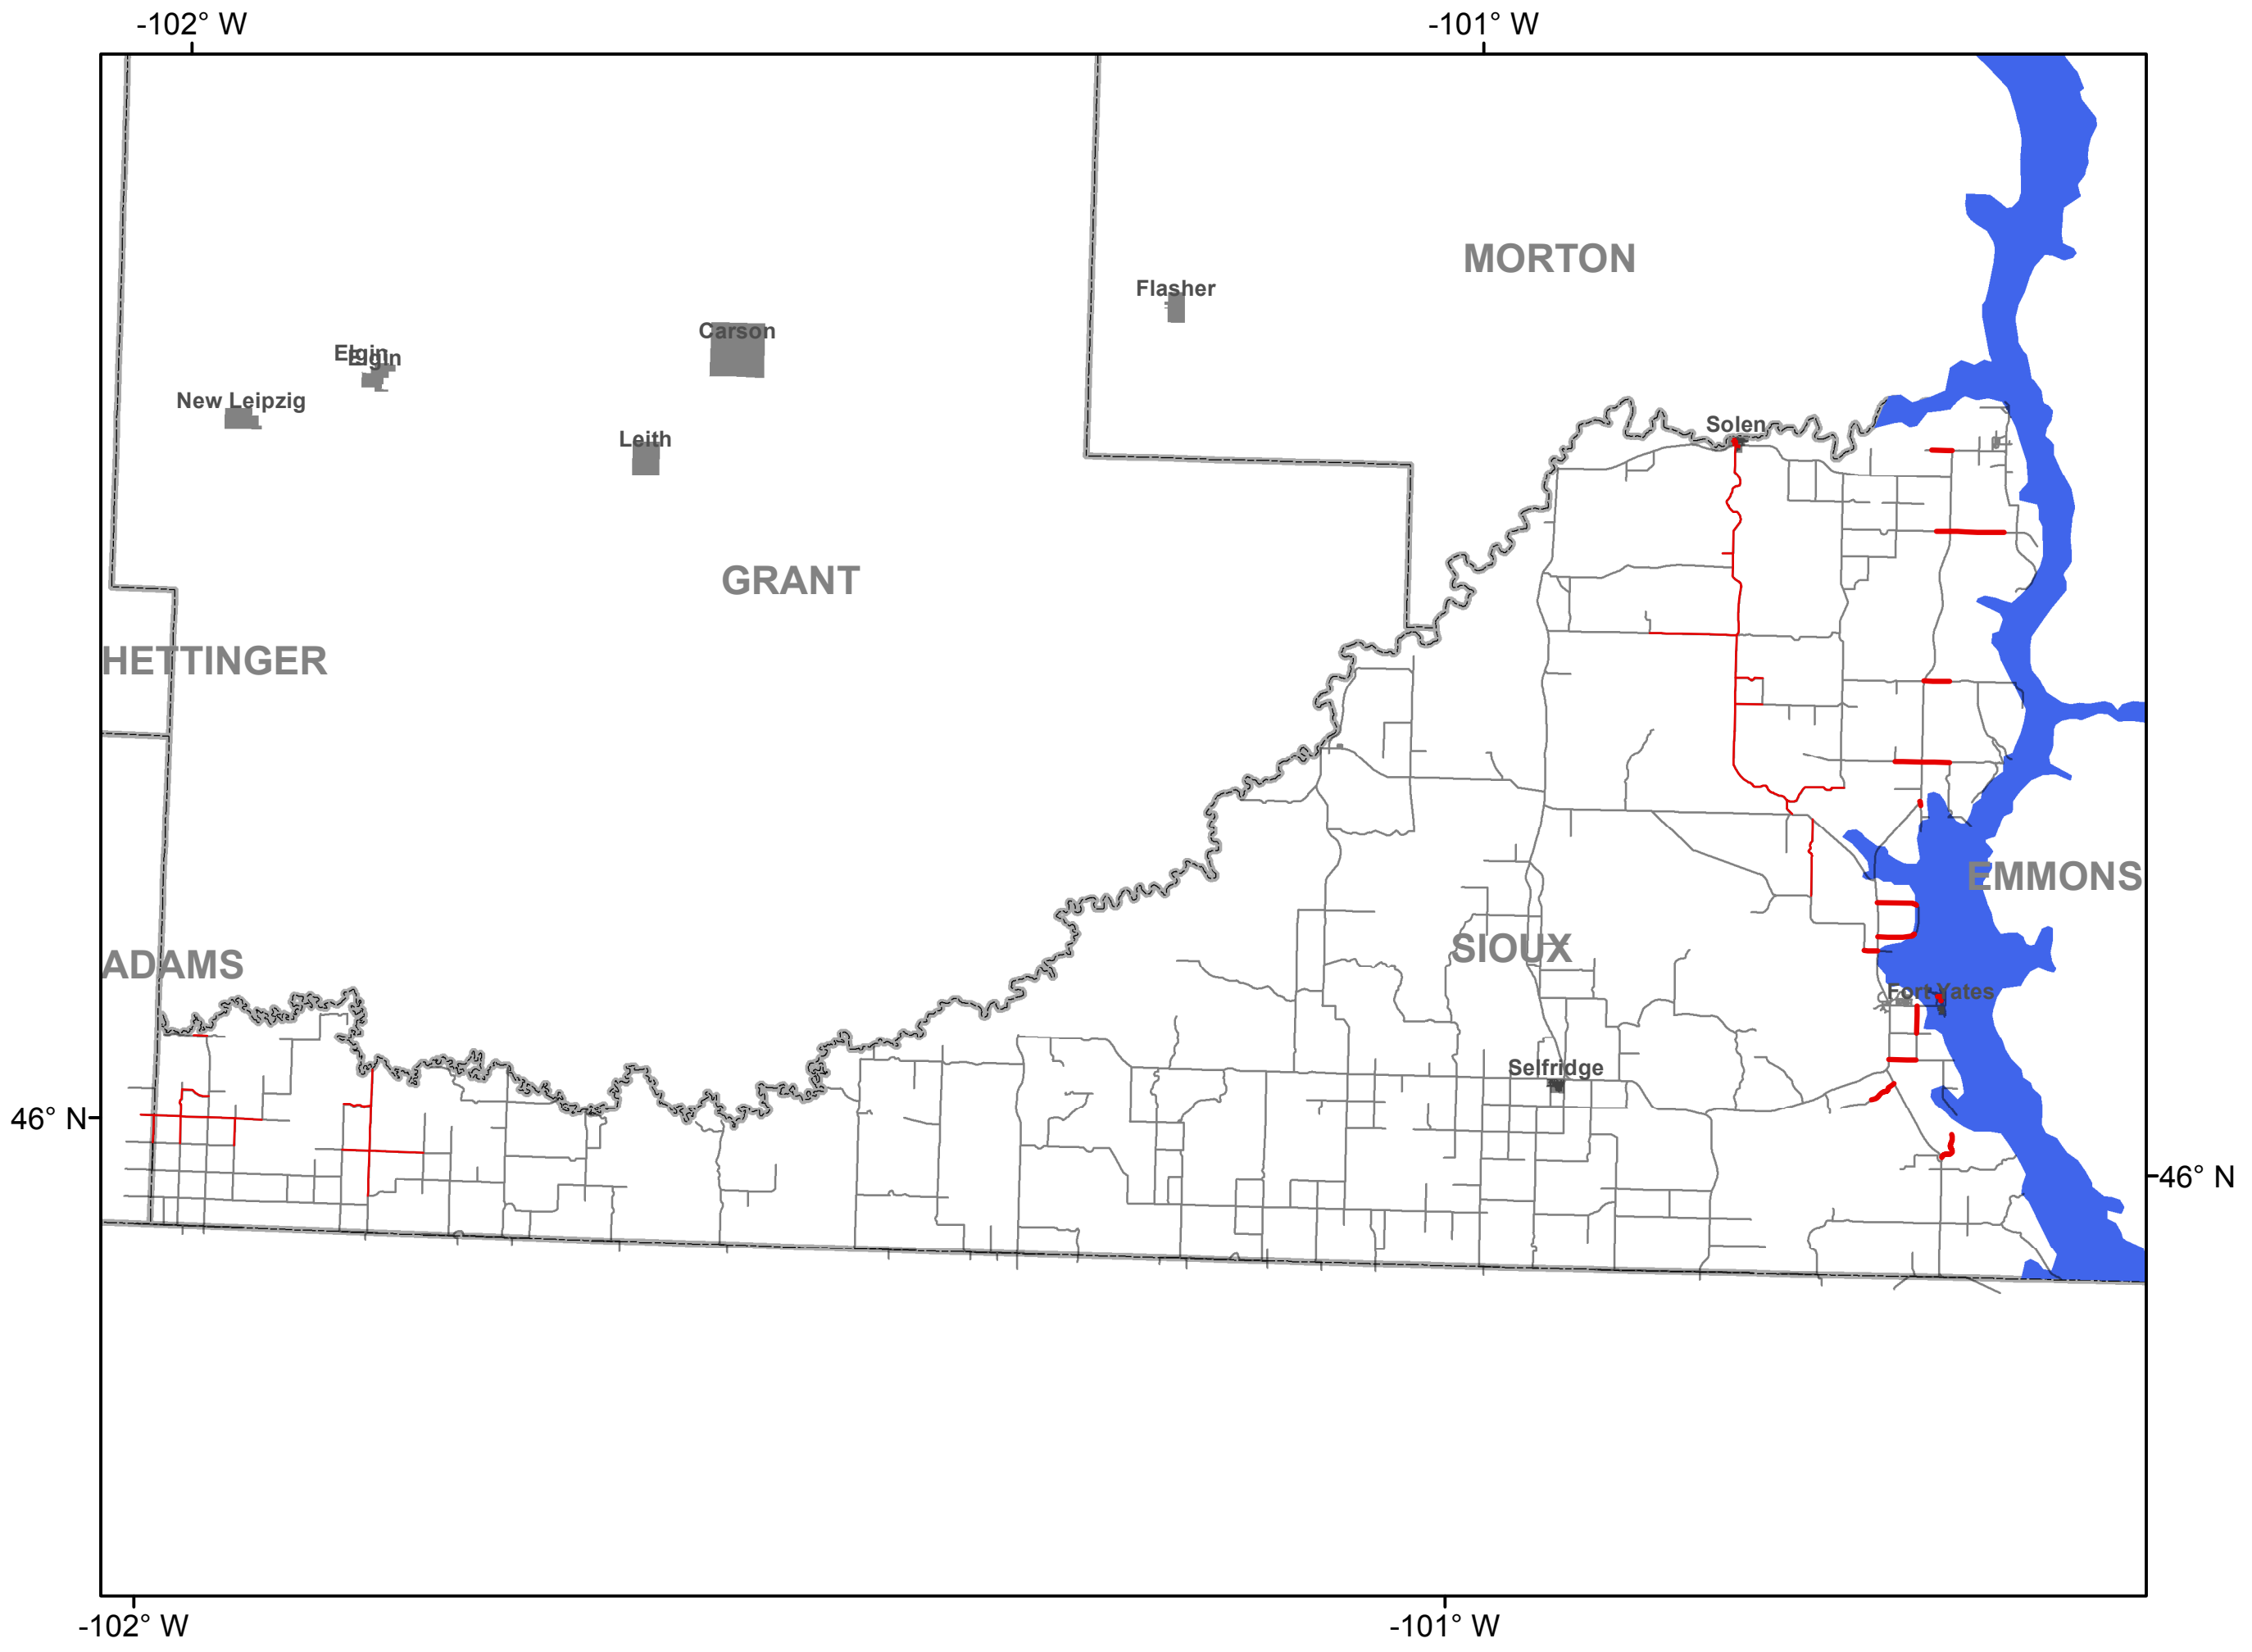 -102° W
-101° W
MORTON
Flasher
Carson
Elgin
Elgin
New Leipzig
Solen
Leith
GRANT
HETTINGER
EMMONS
SIOUX
ADAMS
Fort Yates
Selfridge
46° N
46° N
-102° W
-101° W